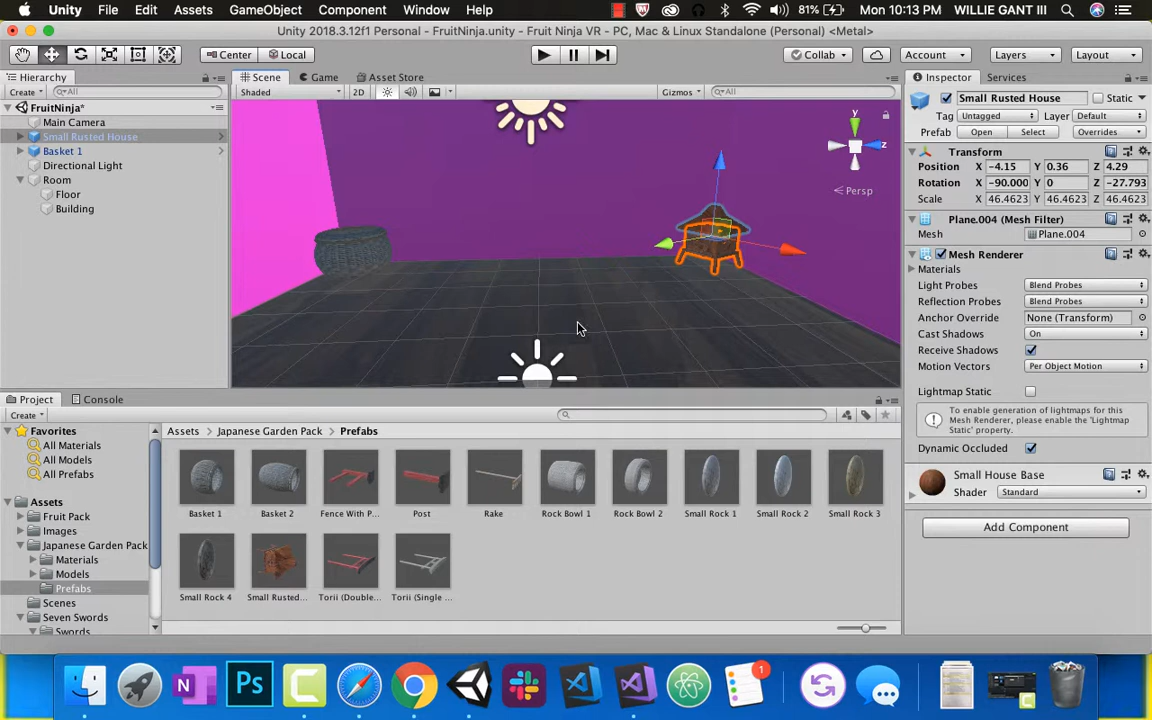 Unity File Edit Assets GameObject Component Window Help 81% Mon 10:13 PM WILLIE GANT III
Unity 2018.3.12f1 Personal - FruitNinja.unity - Fruit Ninja VR - PC, Mac & Linux Standalone (Personal) <Metal>
Center Local Collab Account Layers Layout
Hierarchy Scene Game Asset Store Inspector Services
Create All Shaded 2D Gizmos All
FruitNinja*
Main Camera
Small Rusted House
Basket 1
Directional Light
Room
Floor
Building
y
z
Persp
Small Rusted House Static
Tag Untagged Layer Default
Prefab Open Select Overrides
Transform
Position X -4.15 Y 0.36 Z 4.29
Rotation X -90.000 Y 0 Z -27.793
Scale X 46.4623 Y 46.4623 Z 46.4623
Plane.004 (Mesh Filter)
Mesh Plane.004
Mesh Renderer
Materials
Light Probes Blend Probes
Reflection Probes Blend Probes
Anchor Override None (Transform)
Cast Shadows On
Receive Shadows
Motion Vectors Per Object Motion
Lightmap Static
To enable generation of lightmaps for this
Mesh Renderer, please enable the 'Lightmap
Static' property.
Dynamic Occluded
Small House Base
Shader Standard
Add Component
Project Console
Create
Favorites
All Materials
All Models
All Prefabs
Assets
Fruit Pack
Images
Japanese Garden Pack
Materials
Models
Prefabs
Scenes
Seven Swords
Swords
Assets Japanese Garden Pack Prefabs
Basket 1 Basket 2 Fence With P... Post Rake Rock Bowl 1 Rock Bowl 2 Small Rock 1 Small Rock 2 Small Rock 3
Small Rock 4 Small Rusted... Torii (Double... Torii (Single ...
N Ps C 1